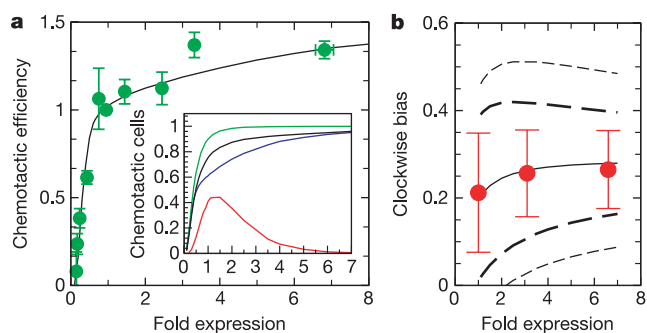 a
Chemotactic efficiency
1.5
1
0.5
0
0 2 4 6 8
Fold expression
Chemotactic cells
1
0.8
0.6
0.4
0.2
0
0 1 2 3 4 5 6 7
b
Clockwise bias
0.6
0.4
0.2
0.0
0 2 4 6 8
Fold expression